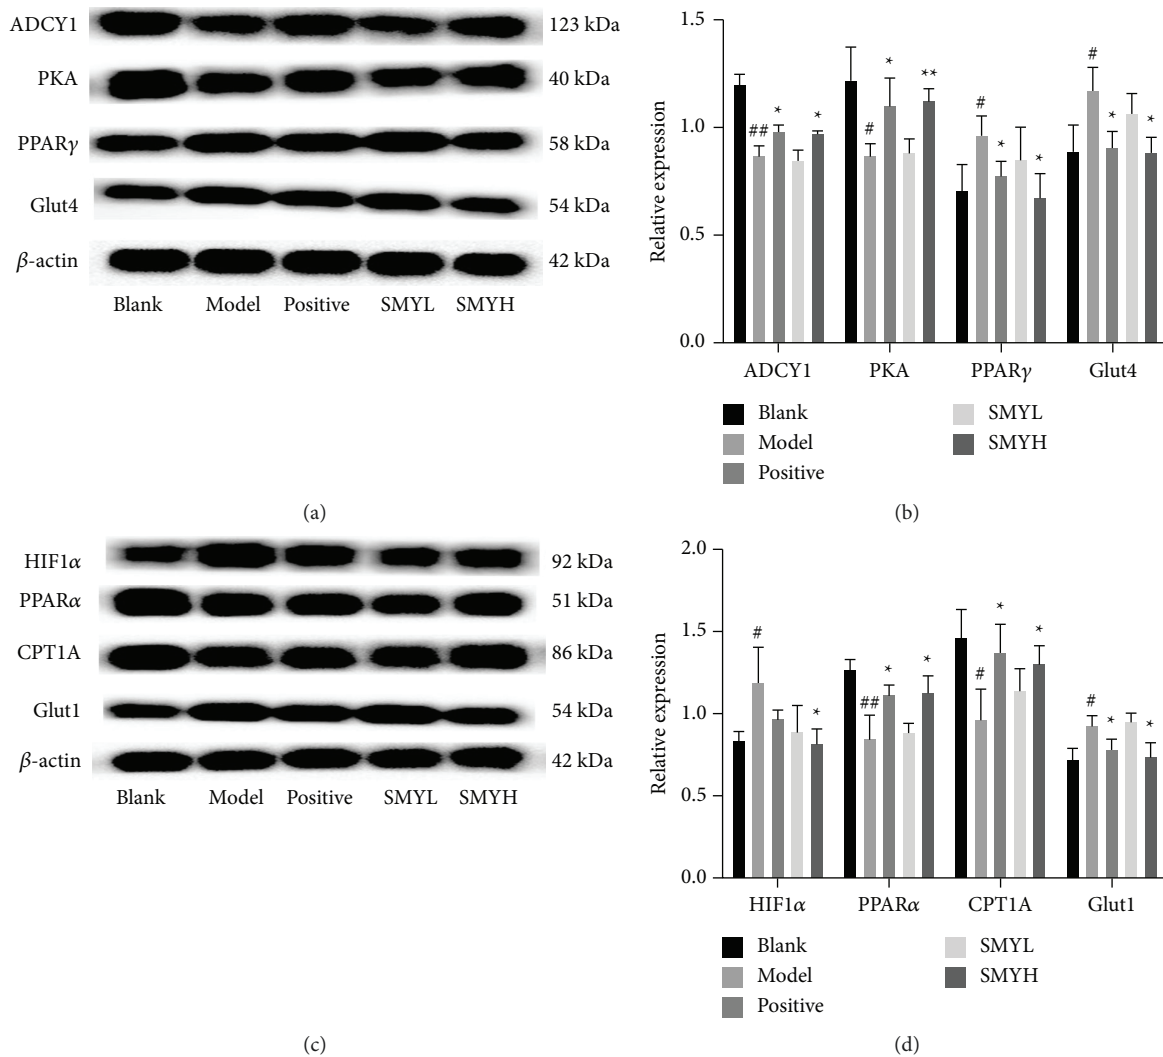 ADCY1 123 kDa
PKA 40 kDa
PPARγ 58 kDa
Glut4 54 kDa
β-actin 42 kDa
Blank Model Positive SMYL SMYH
(a)
Relative expression
1.5
1.0
0.5
0.0
## * *
# * **
# * *
# * *
ADCY1 PKA PPARγ Glut4
Blank SMYL
Model SMYH
Positive
(b)
HIF1α 92 kDa
PPARα 51 kDa
CPT1A 86 kDa
Glut1 54 kDa
β-actin 42 kDa
Blank Model Positive SMYL SMYH
(c)
Relative expression
2.0
1.5
1.0
0.5
0.0
# *
## * *
# * *
# * *
HIF1α PPARα CPT1A Glut1
Blank SMYL
Model SMYH
Positive
(d)